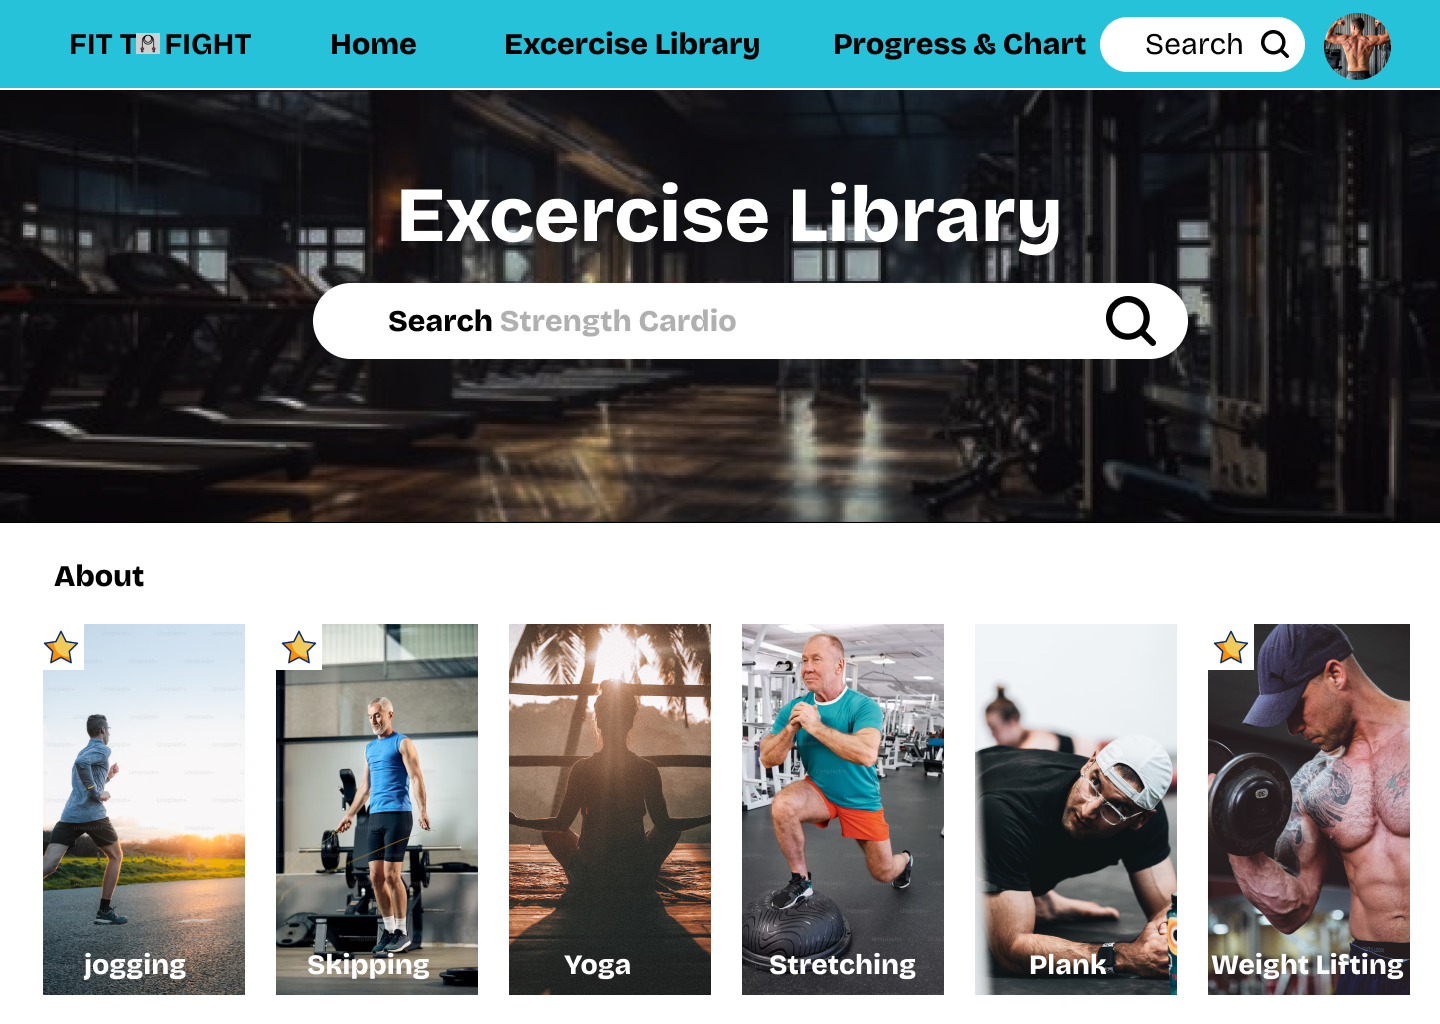 FIT TO FIGHT Home Excercise Library Progress & Chart Search
Excercise Library
Search Strength Cardio
About
jogging Skipping Yoga Stretching Plank Weight Lifting